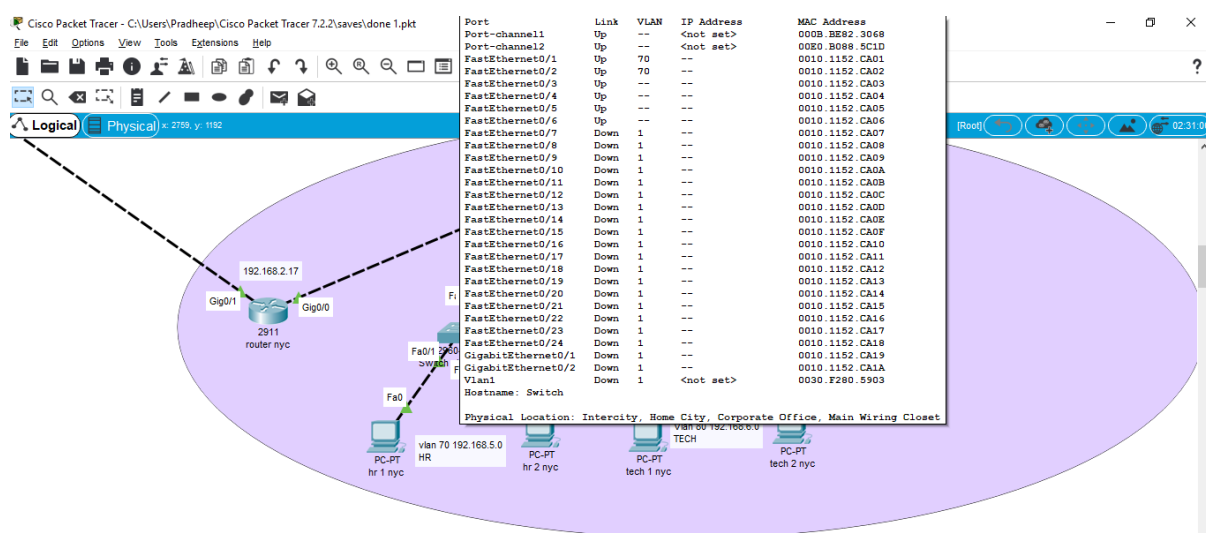 Cisco Packet Tracer - C:\Users\Pradheep\Cisco Packet Tracer 7.2.2\saves\done 1.pkt
File Edit Options View Tools Extensions Help
Logical Physical x: 2759, y: 1192
[Root] 02:31:0
Port Link VLAN IP Address MAC Address
Port-channel1 Up -- <not set> 000B.BE82.3068
Port-channel2 Up -- <not set> 00E0.B088.5C1D
FastEthernet0/1 Up 70 -- 0010.1152.CA01
FastEthernet0/2 Up 70 -- 0010.1152.CA02
FastEthernet0/3 Up -- -- 0010.1152.CA03
FastEthernet0/4 Up -- -- 0010.1152.CA04
FastEthernet0/5 Up -- -- 0010.1152.CA05
FastEthernet0/6 Up -- -- 0010.1152.CA06
FastEthernet0/7 Down 1 -- 0010.1152.CA07
FastEthernet0/8 Down 1 -- 0010.1152.CA08
FastEthernet0/9 Down 1 -- 0010.1152.CA09
FastEthernet0/10 Down 1 -- 0010.1152.CA0A
FastEthernet0/11 Down 1 -- 0010.1152.CA0B
FastEthernet0/12 Down 1 -- 0010.1152.CA0C
FastEthernet0/13 Down 1 -- 0010.1152.CA0D
FastEthernet0/14 Down 1 -- 0010.1152.CA0E
FastEthernet0/15 Down 1 -- 0010.1152.CA0F
FastEthernet0/16 Down 1 -- 0010.1152.CA10
FastEthernet0/17 Down 1 -- 0010.1152.CA11
FastEthernet0/18 Down 1 -- 0010.1152.CA12
FastEthernet0/19 Down 1 -- 0010.1152.CA13
FastEthernet0/20 Down 1 -- 0010.1152.CA14
FastEthernet0/21 Down 1 -- 0010.1152.CA15
FastEthernet0/22 Down 1 -- 0010.1152.CA16
FastEthernet0/23 Down 1 -- 0010.1152.CA17
FastEthernet0/24 Down 1 -- 0010.1152.CA18
GigabitEthernet0/1 Down 1 -- 0010.1152.CA19
GigabitEthernet0/2 Down 1 -- 0010.1152.CA1A
Vlan1 Down 1 <not set> 0030.F280.5903
Hostname: Switch
Physical Location: Intercity, Home City, Corporate Office, Main Wiring Closet
192.168.2.17
Gig0/1
Gig0/0
2911
router nyc
Fa0/1
Switch
Fa0
vlan 70 192.168.5.0
HR
PC-PT
hr 1 nyc
PC-PT
hr 2 nyc
vlan 80 192.168.6.0
TECH
PC-PT
tech 1 nyc
PC-PT
tech 2 nyc